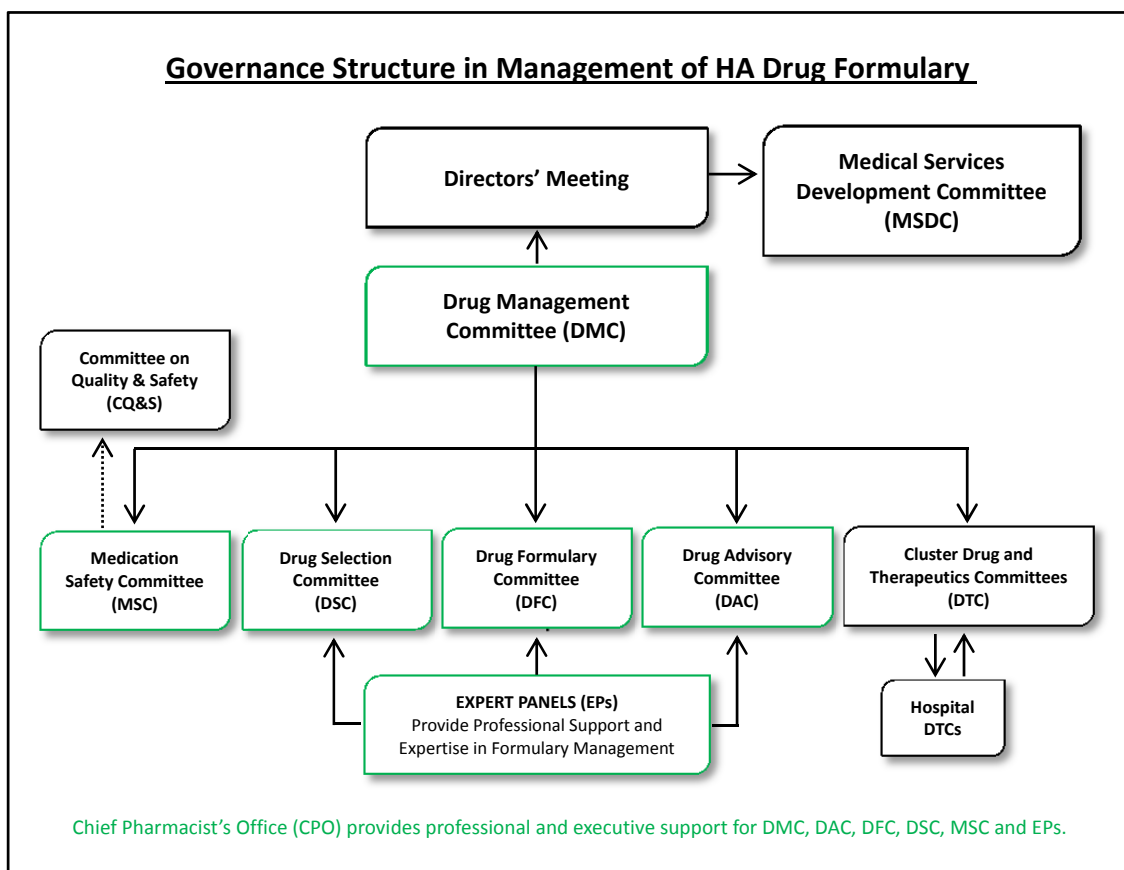 Governance Structure in Management of HA Drug Formulary
Directors’ Meeting
Medical Services
Development Committee
(MSDC)
Drug Management
Committee (DMC)
Committee on
Quality & Safety
(CQ&S)
Medication
Safety Committee
(MSC)
Drug Selection
Committee
(DSC)
Drug Formulary
Committee
(DFC)
Drug Advisory
Committee
(DAC)
Cluster Drug and
Therapeutics Committees
(DTC)
EXPERT PANELS (EPs)
Provide Professional Support and
Expertise in Formulary Management
Hospital
DTCs
Chief Pharmacist’s Office (CPO) provides professional and executive support for DMC, DAC, DFC, DSC, MSC and EPs.